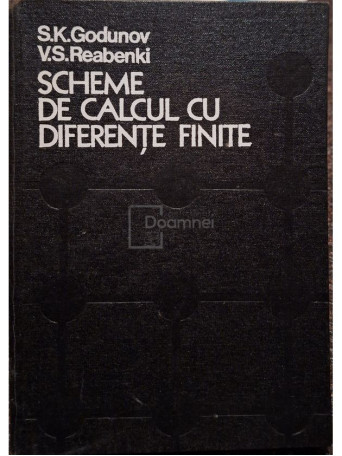 S.K.Godunov
V.S.Reabenki
SCHEME
DE CALCUL CU
DIFERENȚE FINITE
Doamnei